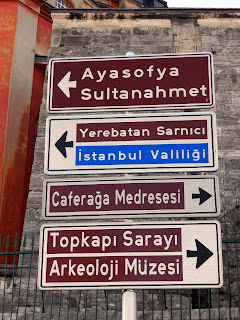 Ayasofya
Sultanahmet
Yerebatan Sarnıcı
İstanbul Valiliği
Caferağa Medresesi
Topkapı Sarayı
Arkeoloji Müzesi